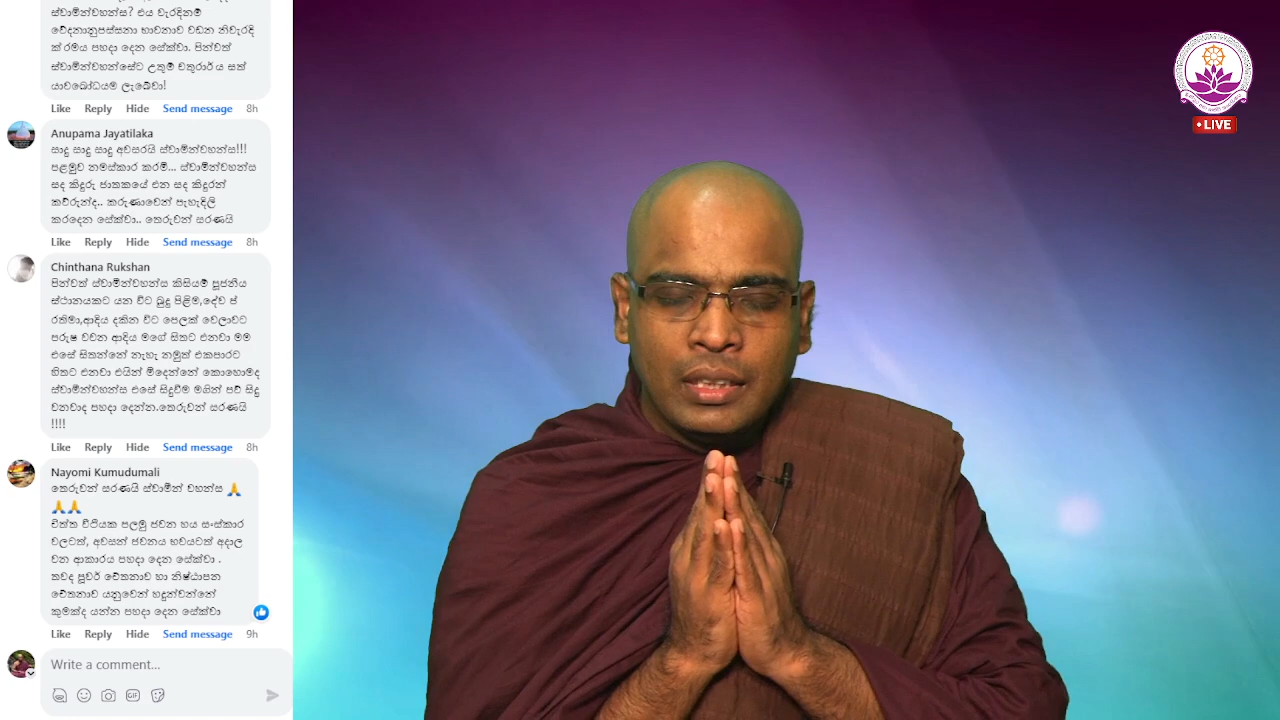 ස්වාමින්වහන්ස? එය වැරදිනම්
වේදනානුපස්සනා භාවනාව වඩන නිවැරදි
ක් රමය පහදා දෙන සේක්වා. පින්වත්
ස්වාමින්වහන්සේට උතුම් චතුරාර්ය සත්
යාවබෝධයම ලැබේවා!
Like Reply Hide Send message 8h
Anupama Jayatilaka
සාදු සාදු සාදු අවසරයි ස්වාමින්වහන්ස!!!
පළමුව නමස්කාර කරමි... ස්වාමින්වහන්ස
සඳ කිදුරු ජාතකයේ එන සඳ කිදුරන්
කව්රුන්ද.. කරුණාවෙන් පැහැදිලි
කරදෙන සේක්වා.. තෙරුවන් සරණයි
Like Reply Hide Send message 8h
Chinthana Rukshan
පින්වත් ස්වාමීන්වහන්ස කිසියම් පූජනීය
ස්ථානයකට යන විට බුදු පිළිම,දේව ප්
රතිමා,ආදිය දකින විට පෙලක් වෙලාවට
පරුෂ වචන ආදිය මගේ සිතට එනවා මම
එසේ සිතන්නේ නැහැ නමුත් එකපාරට
හිතට එනවා එයින් මිදෙන්නේ කොහොමද
ස්වාමීන්වහන්ස එසේ සිදුවීම මගින් පව් සිදු
වනවාද පහදා දෙන්න.තෙරුවන් සරණයි
!!!!
Like Reply Hide Send message 8h
Nayomi Kumudumali
තෙරුවන් සරණයි ස්වාමීන් වහන්ස 🙏
🙏🙏
චිත්ත වීථියක පලමු ජවන හය සංස්කාර
වලටත්, අවසන් ජවනය භවයටත් අදාල
වන ආකාරය පහදා දෙන සේක්වා .
තවද පූර්ව චේතනාව හා නිෂ්ඨාපන
චේතනාව යනුවෙන් හදුන්වන්නේ
කුමක්ද යන්න පහදා දෙන සේක්වා
Like Reply Hide Send message 9h
Write a comment...
GIF
• LIVE